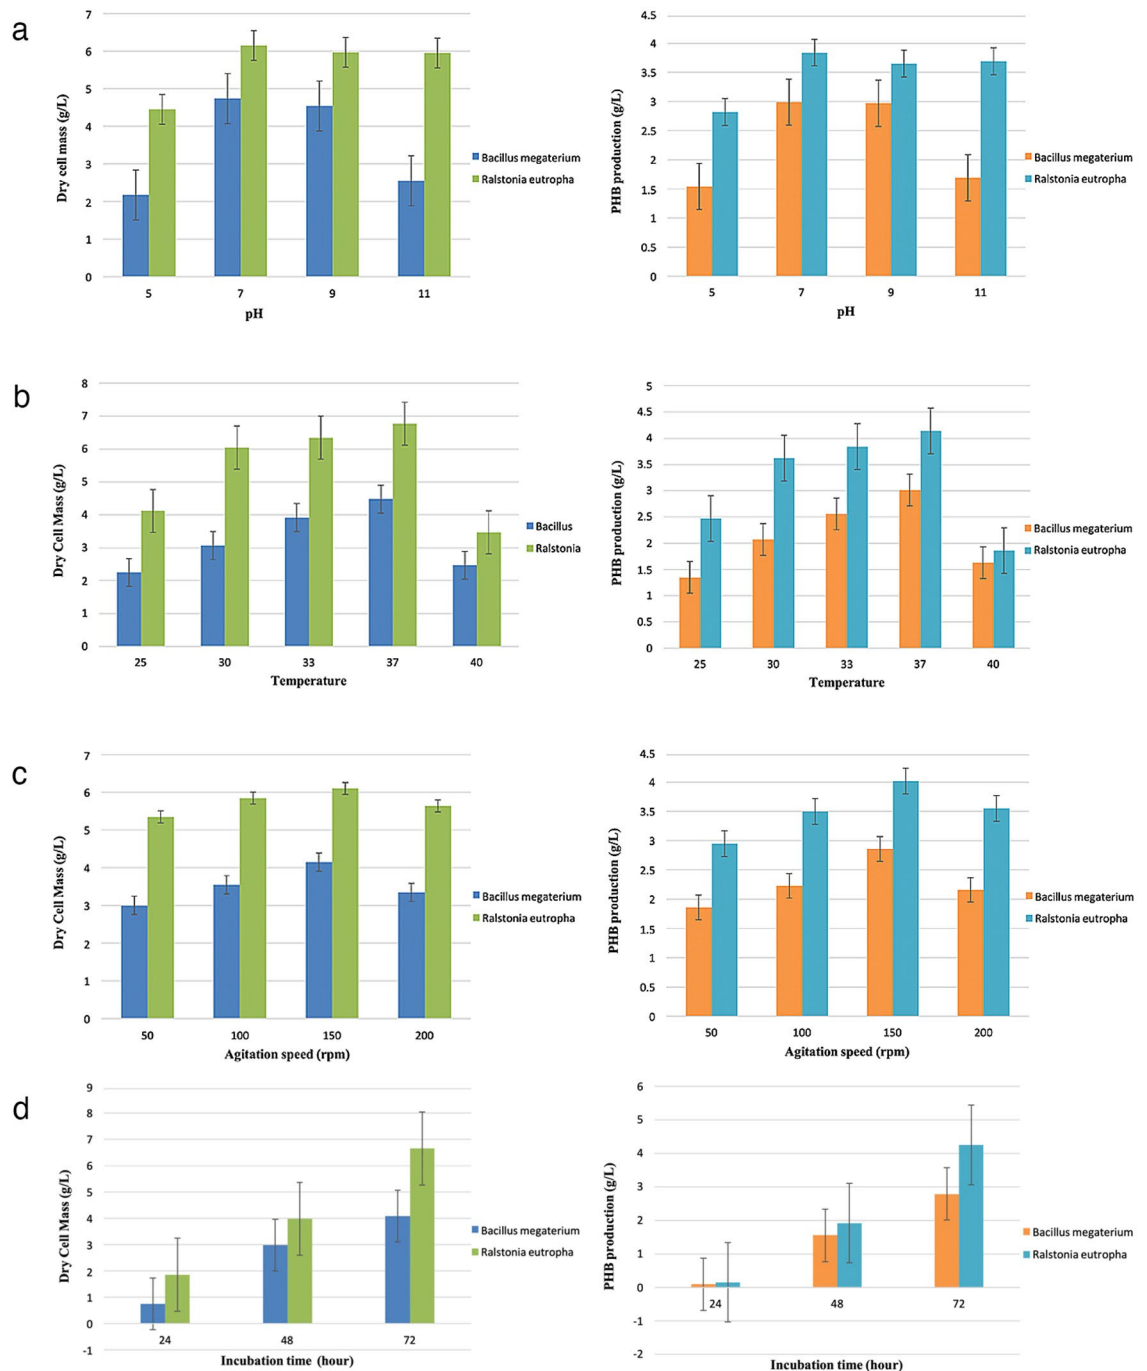 a
7
6
5
4
3
2
1
0
Dry cell mass (g/L)
5 7 9 11
pH
Bacillus megaterium
Ralstonia eutropha
4.5
4
3.5
3
2.5
2
1.5
1
0.5
0
PHB production (g/L)
5 7 9 11
pH
Bacillus megaterium
Ralstonia eutropha
b
8
7
6
5
4
3
2
1
0
Dry Cell Mass (g/L)
25 30 33 37 40
Temperature
Bacillus
Ralstonia
5
4.5
4
3.5
3
2.5
2
1.5
1
0.5
0
PHB production (g/L)
25 30 33 37 40
Temperature
Bacillus megaterium
Ralstonia eutropha
c
7
6
5
4
3
2
1
0
Dry Cell Mass (g/L)
50 100 150 200
Agitation speed (rpm)
Bacillus megaterium
Ralstonia eutropha
4.5
4
3.5
3
2.5
2
1.5
1
0.5
0
PHB production (g/L)
50 100 150 200
Agitation speed (rpm)
Bacillus megaterium
Ralstonia eutropha
d
9
8
7
6
5
4
3
2
1
0
-1
Dry Cell Mass (g/L)
24 48 72
Incubation time (hour)
Bacillus megaterium
Ralstonia eutropha
6
5
4
3
2
1
0
-1
-2
PHB production (g/L)
24 48 72
Incubation time (hour)
Bacillus megaterium
Ralstonia eutropha